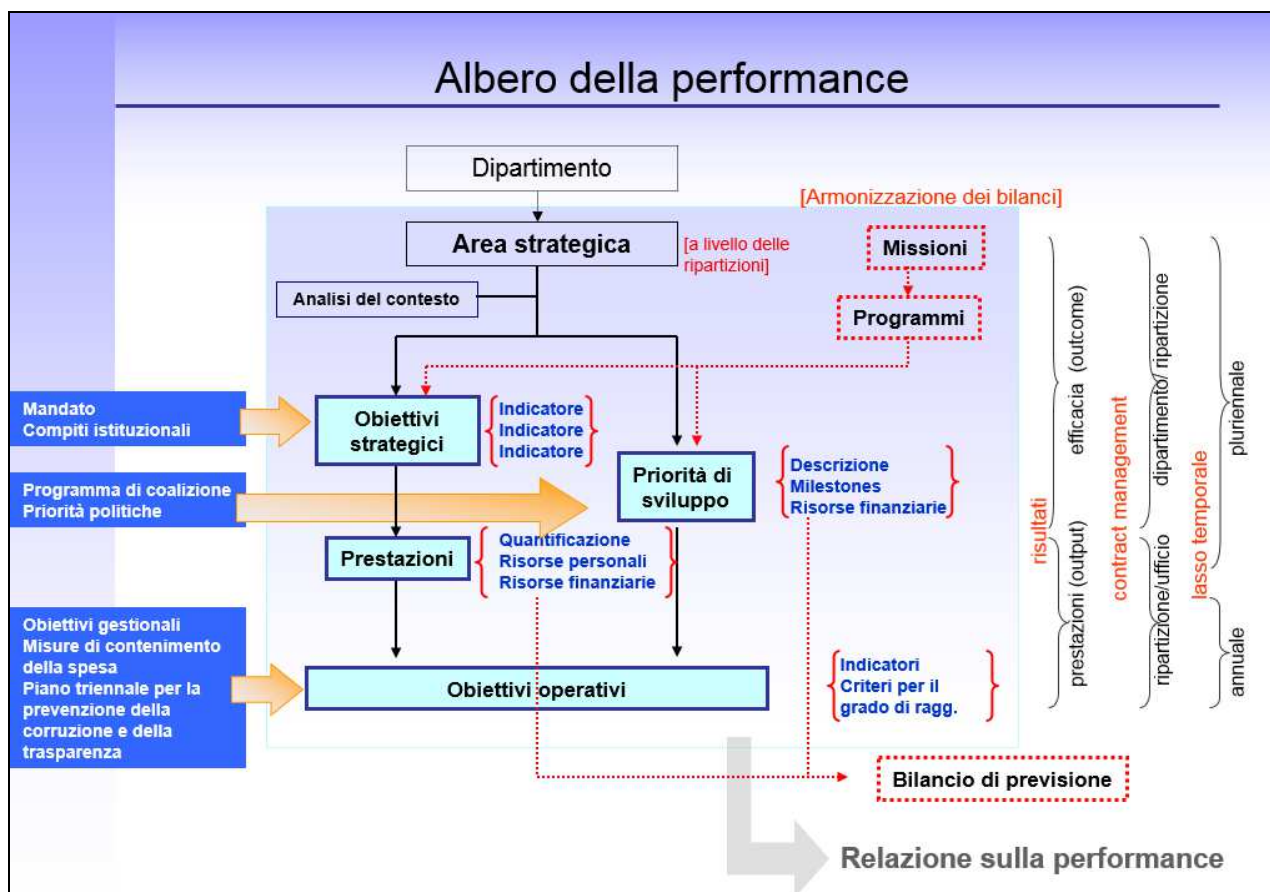 Albero della performance
Dipartimento
[Armonizzazione dei bilanci]
Area strategica
[a livello delle
ripartizioni]
Missioni
Analisi del contesto
Programmi
Mandato
Compiti istituzionali
Obiettivi
strategici
Indicatore
Indicatore
Indicatore
Programma di coalizione
Priorità politiche
Priorità di
sviluppo
Descrizione
Milestones
Risorse finanziarie
Prestazioni
Quantificazione
Risorse personali
Risorse finanziarie
Obiettivi gestionali
Misure di contenimento
della spesa
Piano triennale per la
prevenzione della
corruzione e della
trasparenza
Obiettivi operativi
Indicatori
Criteri per il
grado di ragg.
risultati
efficacia (outcome)
prestazioni (output)
contract management
dipartimento/ ripartizione
ripartizione/ufficio
lasso temporale
pluriennale
annuale
Bilancio di previsione
Relazione sulla performance